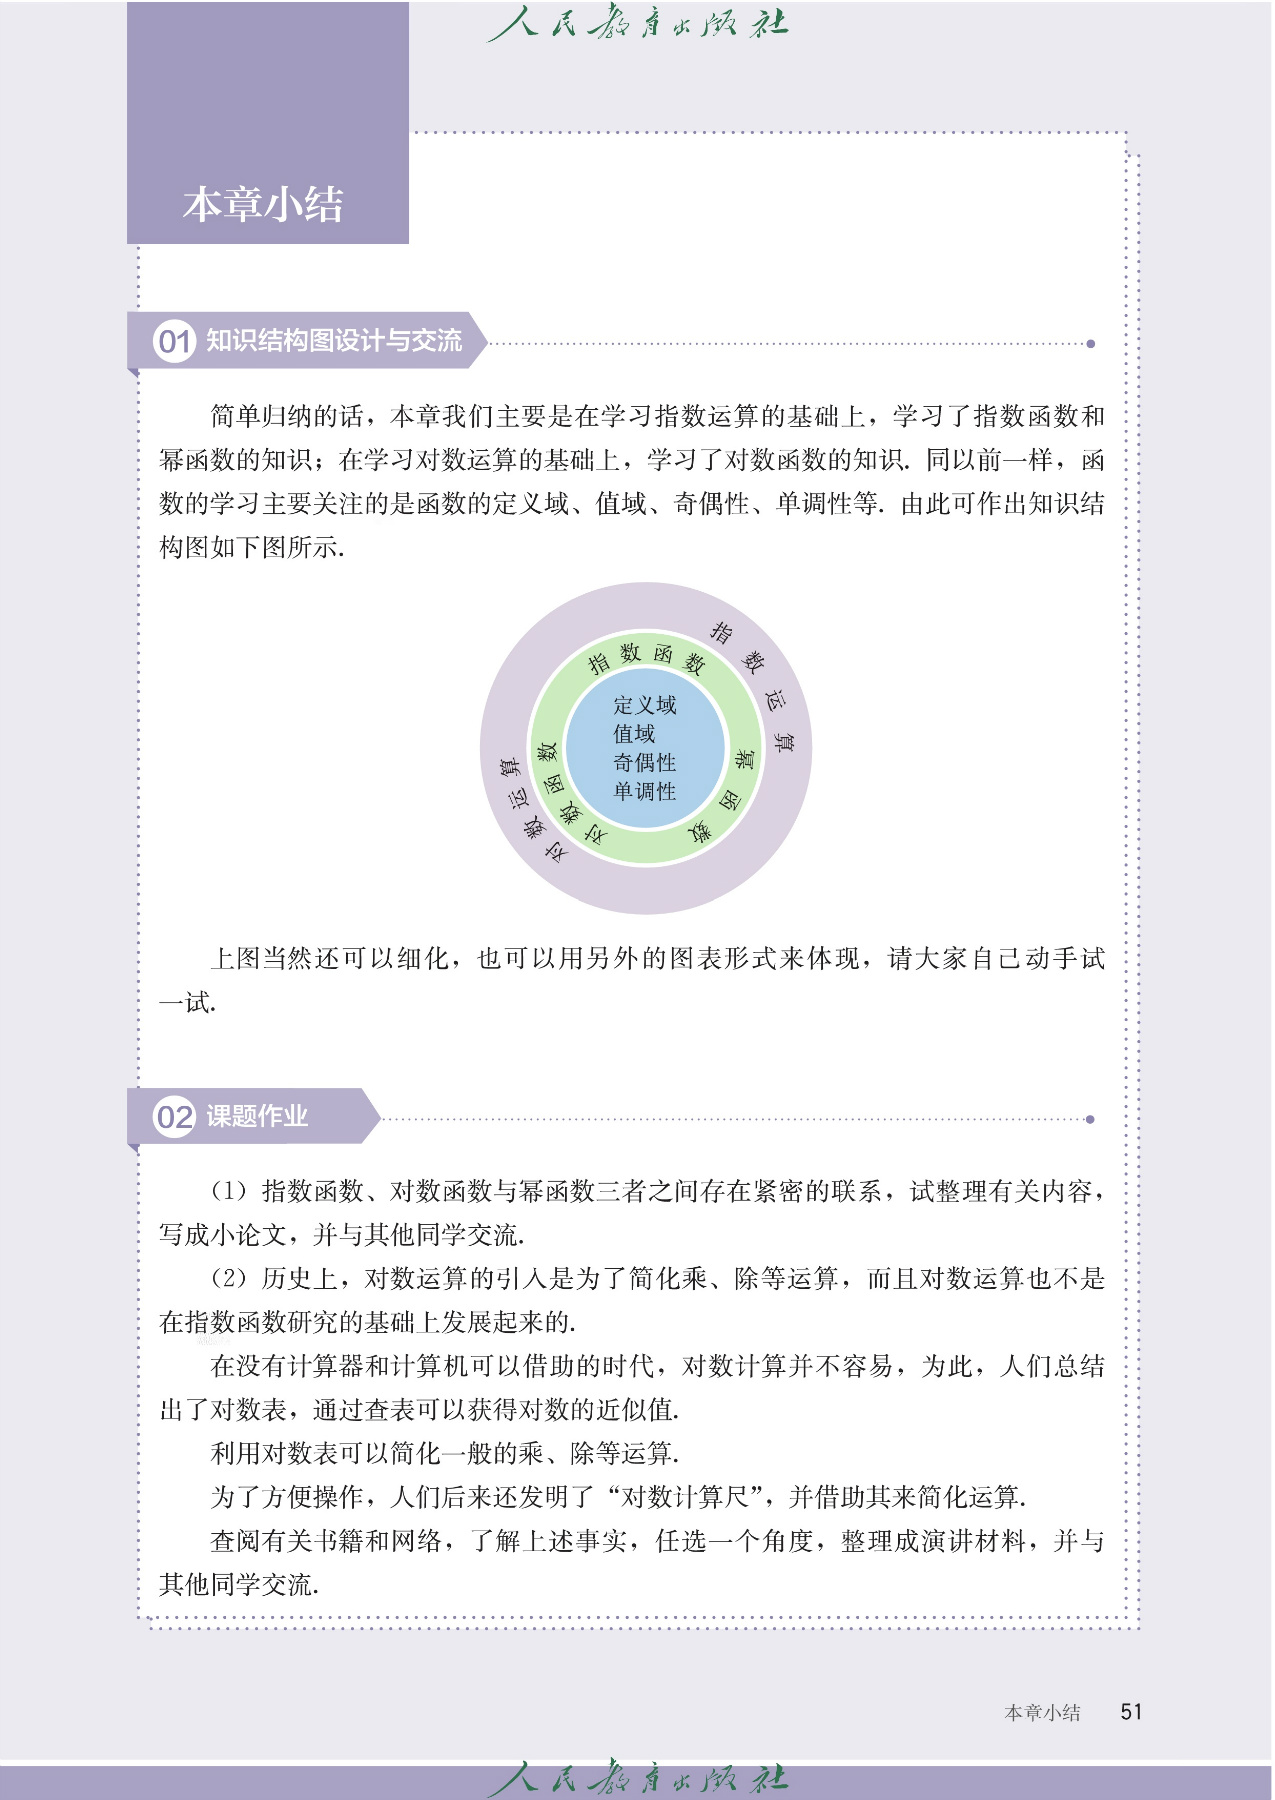 人民教育出版社
本章小结
01 知识结构图设计与交流
简单归纳的话，本章我们主要是在学习指数运算的基础上，学习了指数函数和
幂函数的知识；在学习对数运算的基础上，学习了对数函数的知识．同以前一样，函
数的学习主要关注的是函数的定义域、值域、奇偶性、单调性等．由此可作出知识结
构图如下图所示．
指数运算
指数函数
定义域
值域
奇偶性
单调性
幂函数
对数函数
对数运算
上图当然还可以细化，也可以用另外的图表形式来体现，请大家自己动手试
一试．
02 课题作业
（1）指数函数、对数函数与幂函数三者之间存在紧密的联系，试整理有关内容，
写成小论文，并与其他同学交流．
（2）历史上，对数运算的引入是为了简化乘、除等运算，而且对数运算也不是
在指数函数研究的基础上发展起来的．
在没有计算器和计算机可以借助的时代，对数计算并不容易，为此，人们总结
出了对数表，通过查表可以获得对数的近似值．
利用对数表可以简化一般的乘、除等运算．
为了方便操作，人们后来还发明了“对数计算尺”，并借助其来简化运算．
查阅有关书籍和网络，了解上述事实，任选一个角度，整理成演讲材料，并与
其他同学交流．
本章小结 51
人民教育出版社